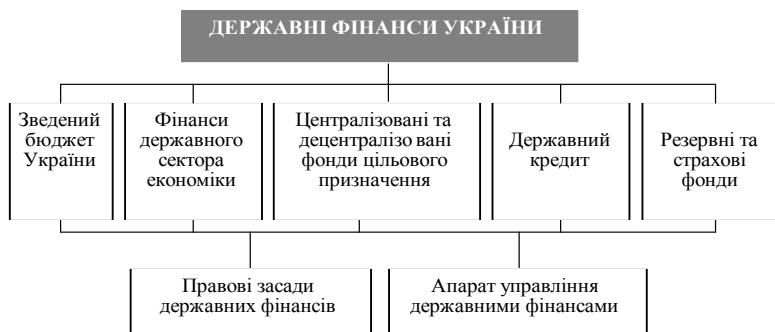 ДЕРЖАВНІ ФІНАНСИ УКРАЇНИ
Зведений
бюджет
України
Фінанси
державного
сектора
економіки
Централізовані та
децентралізо вані
фонди цільового
призначення
Державний
кредит
Резервні та
страхові
фонди
Правові засади
державних фінансів
Апарат управління
державними фінансами